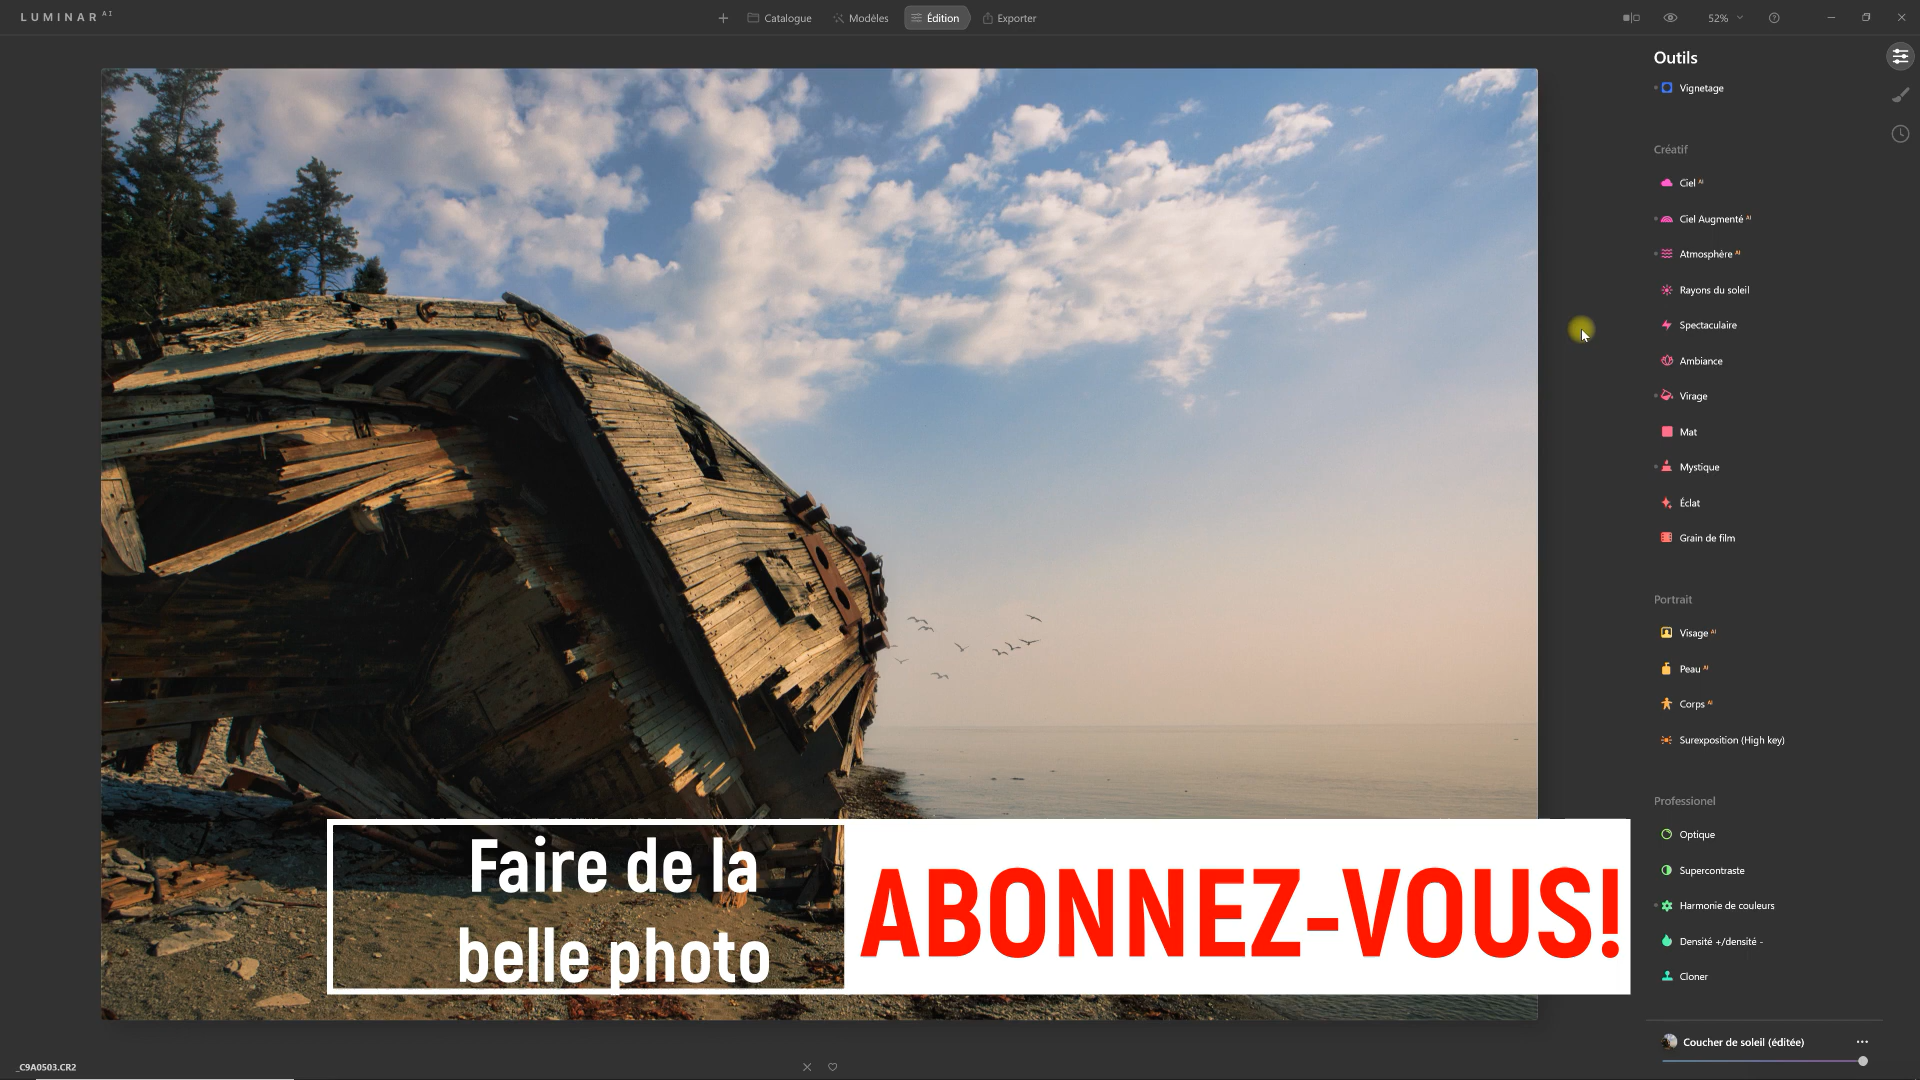 LUMINAR AI
Catalogue
Modèles
Édition
Exporter
52%
Outils
Vignetage
Créatif
Ciel AI
Ciel Augmenté AI
Atmosphère AI
Rayons du soleil
Spectaculaire
Ambiance
Virage
Mat
Mystique
Éclat
Grain de film
Portrait
Visage AI
Peau AI
Corps AI
Surexposition (High key)
Professionel
Optique
Supercontraste
Harmonie de couleurs
Densité +/densité -
Cloner
Coucher de soleil (éditée)
Faire de la
belle photo
ABONNEZ-VOUS!
_C9A0503.CR2